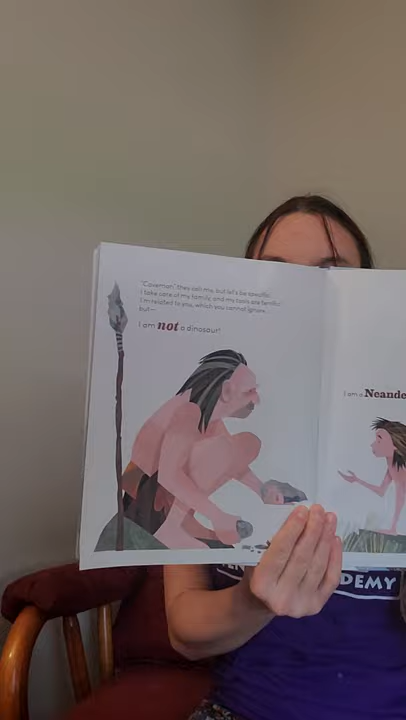 "Caveman" they call me, but let's be specific:
I take care of my family, and my tools are terrific.
I'm related to you, which you cannot ignore,
but—
I am not a dinosaur!
I am a Neande
DEMY